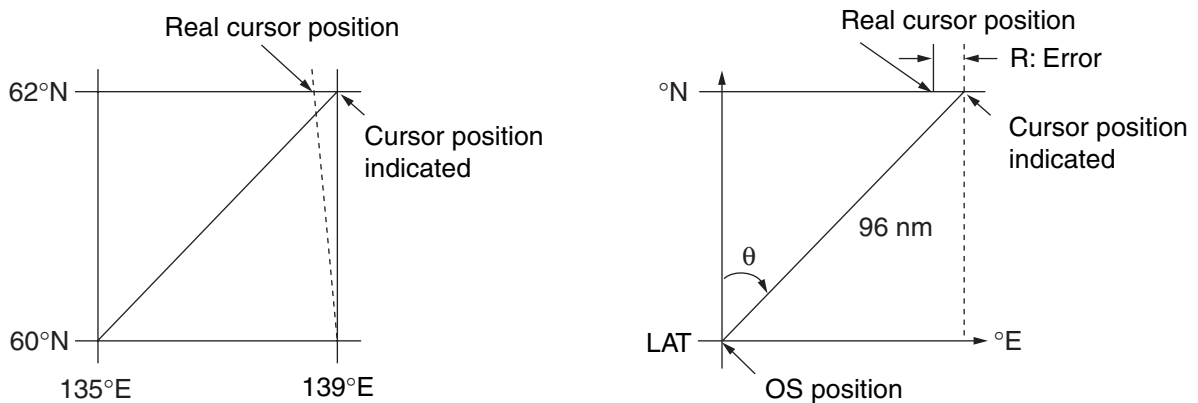 Real cursor position
62°N
Cursor position
indicated
60°N
135°E
139°E
Real cursor position
R: Error
°N
Cursor position
indicated
96 nm
θ
LAT
°E
OS position